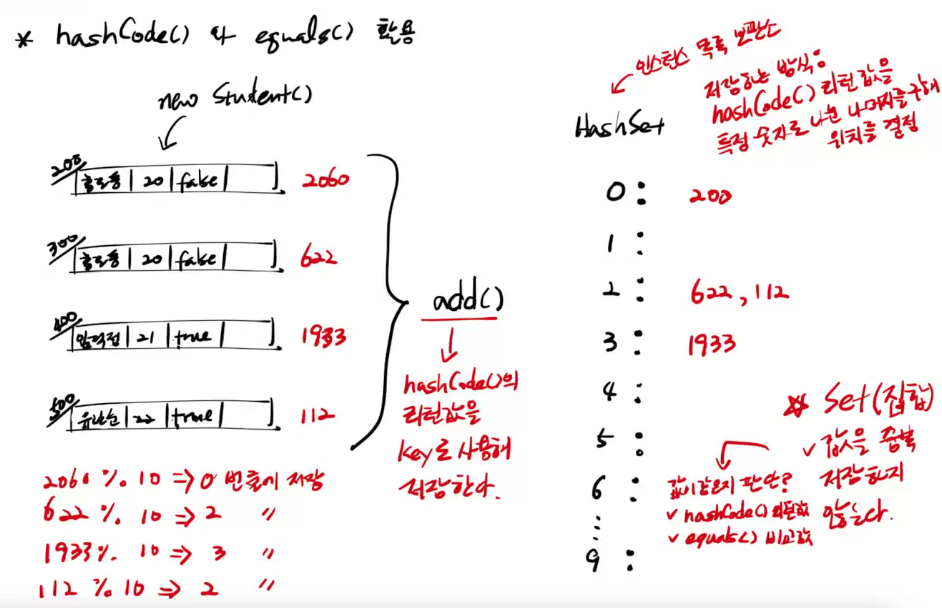 * hashCode() 와 equals() 활용
new Student()
200 홍길동 | 20 | false | 2060
300 홍길동 | 20 | false | 622
400 임꺽정 | 21 | true | 1933
500 유관순 | 22 | true | 112
2060 % 10 => 0 번줄에 저장
622 % 10 => 2 〃
1933 % 10 => 3 〃
112 % 10 => 2 〃
add()
hashCode()의
리턴값을
key로 사용해
저장한다.
인스턴스 목록 보관소
HashSet
저장하는 방식:
hashCode() 리턴 값을
특정 숫자로 나눈 나머지를 구해
위치를 결정
0 : 200
1 :
2 : 622, 112
3 : 1933
4 :
5 :
6 :
⋮
9 :
Set(집합)
✓ 값을 중복
저장하지
않는다.
값이 같은지 판단?
✓ hashCode() 리턴값
✓ equals() 비교값